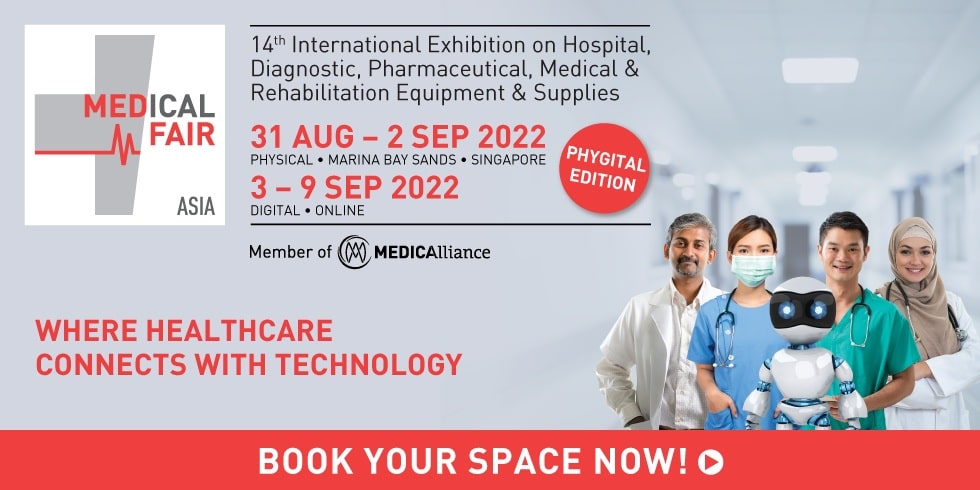 MEDICAL
FAIR
ASIA
14th International Exhibition on Hospital,
Diagnostic, Pharmaceutical, Medical &
Rehabilitation Equipment & Supplies
31 AUG – 2 SEP 2022
PHYSICAL • MARINA BAY SANDS • SINGAPORE
3 – 9 SEP 2022
DIGITAL • ONLINE
PHYGITAL
EDITION
Member of MEDICAlliance
WHERE HEALTHCARE
CONNECTS WITH TECHNOLOGY
BOOK YOUR SPACE NOW!